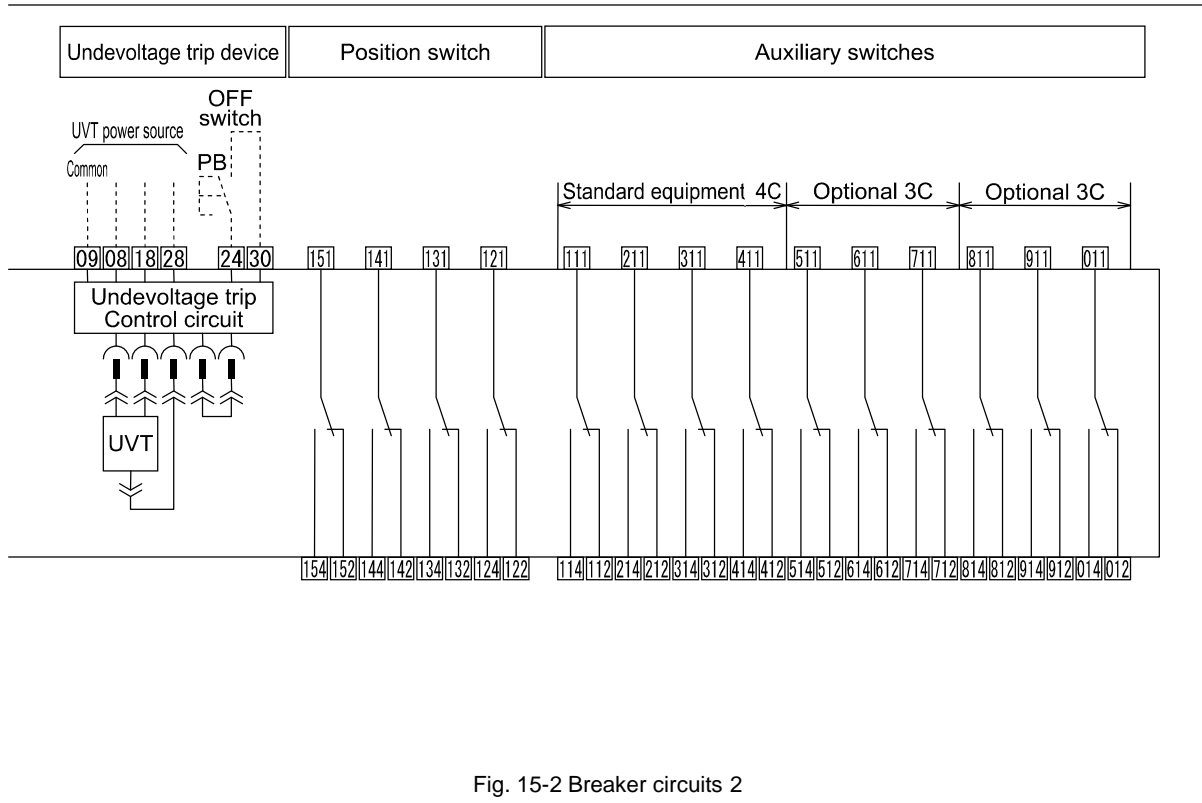 Undevoltage trip device Position switch Auxiliary switches
OFF
switch
UVT power source
Common
PB
Standard equipment 4C Optional 3C Optional 3C
09 08 18 28 24 30 151 141 131 121 111 211 311 411 511 611 711 811 911 011
Undevoltage trip
Control circuit
UVT
154 152 144 142 134 132 124 122 114 112 214 212 314 312 414 412 514 512 614 612 714 712 814 812 914 912 014 012
Fig. 15-2 Breaker circuits 2